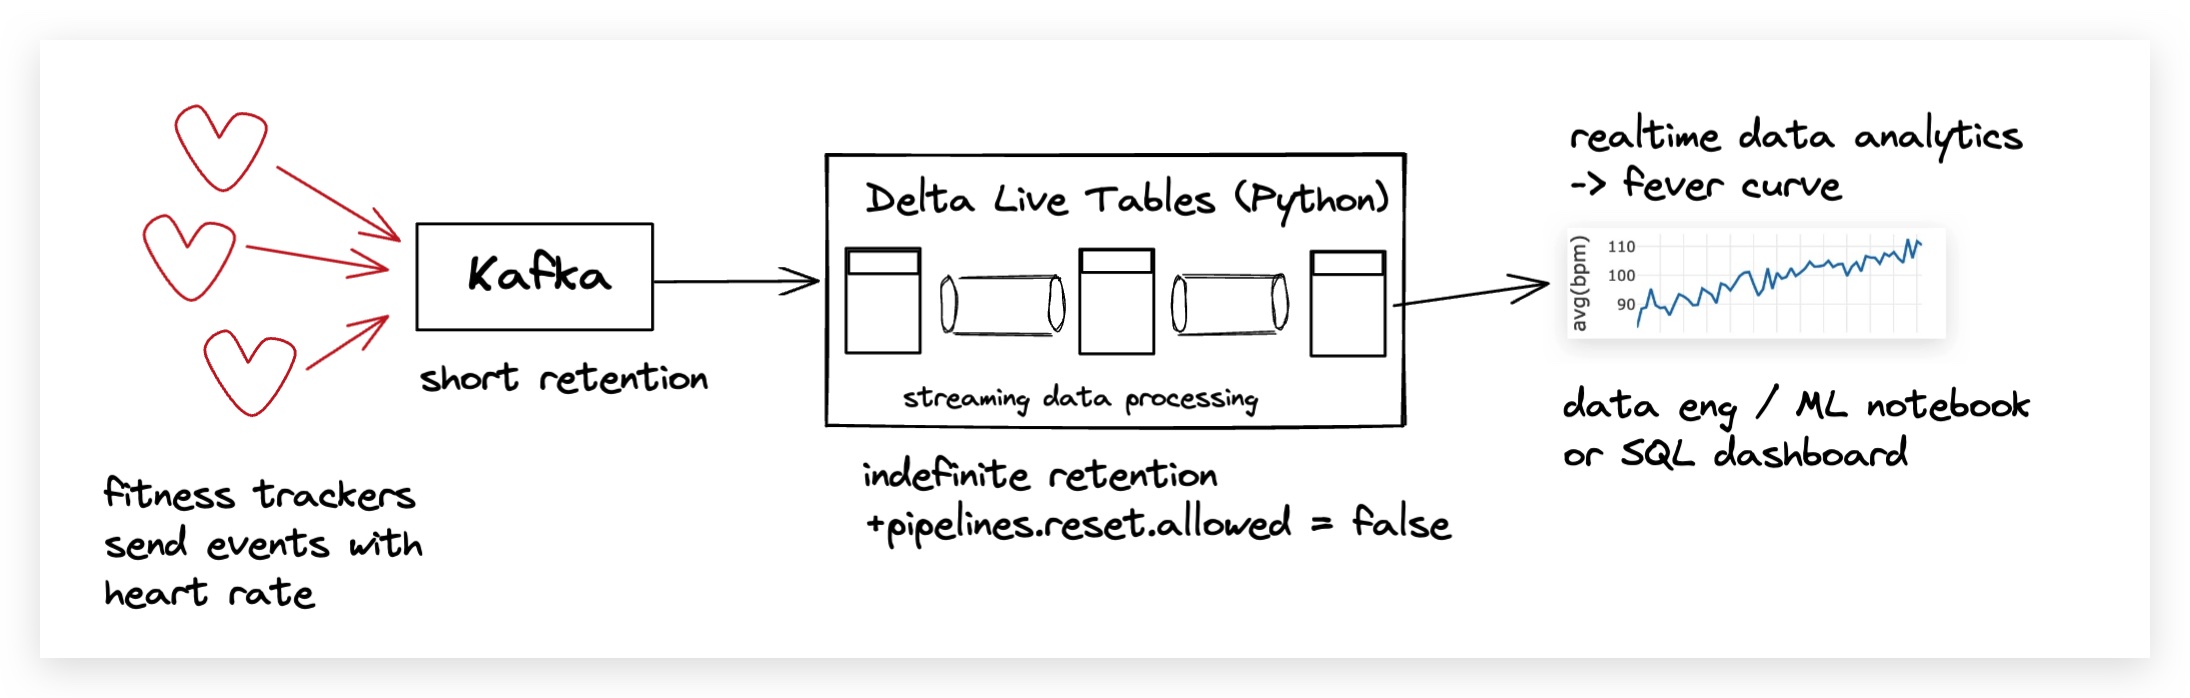 fitness trackers
send events with
heart rate
Kafka
short retention
Delta Live Tables (Python)
streaming data processing
indefinite retention
+pipelines.reset.allowed = false
realtime data analytics
-> fever curve
avg(bpm)
110
100
90
data eng / ML notebook
or SQL dashboard